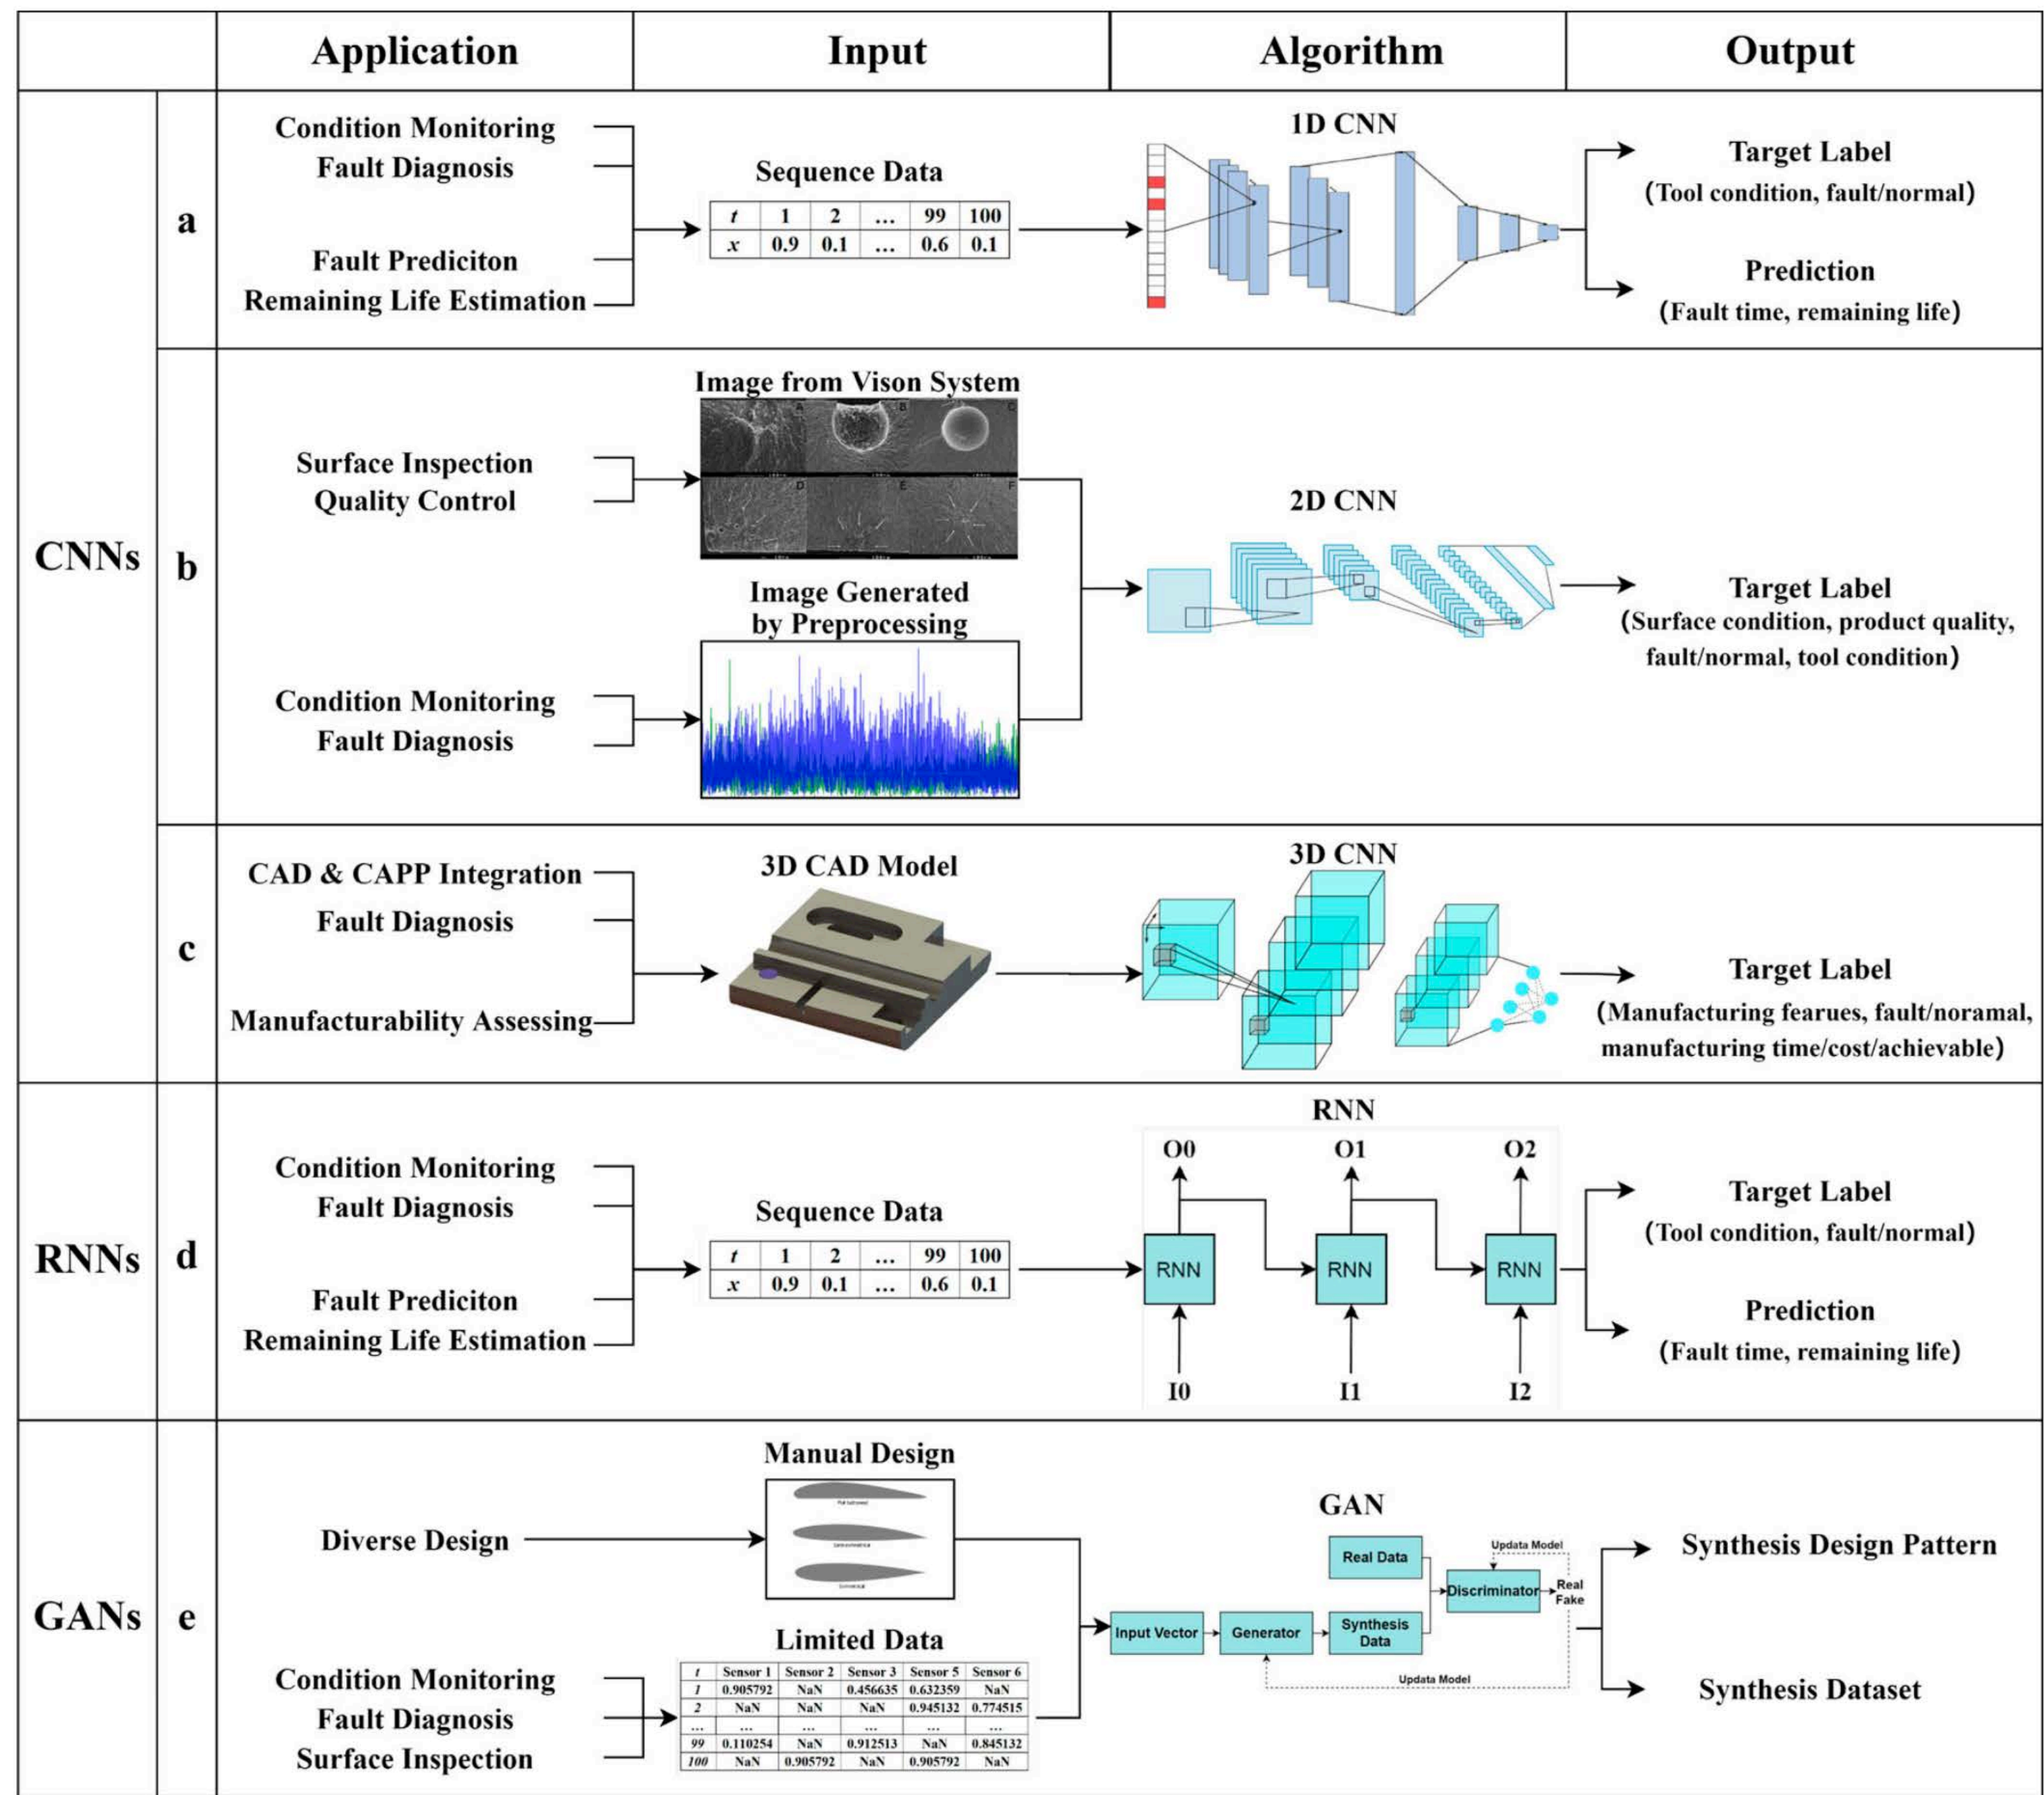 Application Input Algorithm Output
CNNs
a
Condition Monitoring
Fault Diagnosis
Fault Prediciton
Remaining Life Estimation
Sequence Data
t 1 2 ... 99 100
x 0.9 0.1 ... 0.6 0.1
1D CNN
Target Label
(Tool condition, fault/normal)
Prediction
(Fault time, remaining life)
b
Surface Inspection
Quality Control
Condition Monitoring
Fault Diagnosis
Image from Vison System
A B C
D E F
Image Generated
by Preprocessing
2D CNN
Target Label
(Surface condition, product quality,
fault/normal, tool condition)
c
CAD & CAPP Integration
Fault Diagnosis
Manufacturability Assessing
3D CAD Model
3D CNN
Target Label
(Manufacturing fearues, fault/noramal,
manufacturing time/cost/achievable)
RNNs
d
Condition Monitoring
Fault Diagnosis
Fault Prediciton
Remaining Life Estimation
Sequence Data
t 1 2 ... 99 100
x 0.9 0.1 ... 0.6 0.1
RNN
O0 O1 O2
RNN RNN RNN
I0 I1 I2
Target Label
(Tool condition, fault/normal)
Prediction
(Fault time, remaining life)
GANs
e
Diverse Design
Condition Monitoring
Fault Diagnosis
Surface Inspection
Manual Design
Limited Data
t Sensor 1 Sensor 2 Sensor 3 Sensor 5 Sensor 6
1 0.905792 NaN 0.456635 0.632359 NaN
2 NaN NaN NaN 0.945132 0.774515
... ... ... ... ... ...
99 0.110254 NaN 0.912513 NaN 0.845132
100 NaN 0.905792 NaN 0.905792 NaN
GAN
Real Data
Updata Model
Discriminator
Real
Fake
Input Vector
Generator
Synthesis
Data
Updata Model
Synthesis Design Pattern
Synthesis Dataset